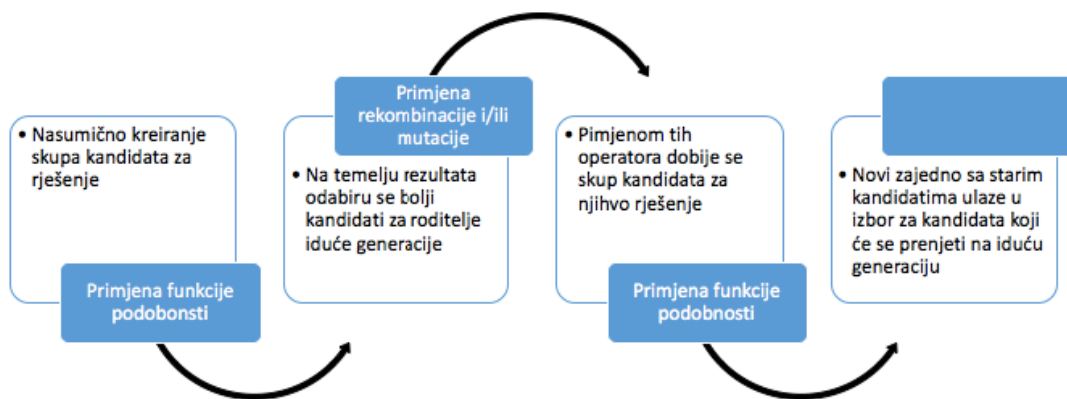 • Nasumično kreiranje
skupa kandidata za
rješenje
Primjena funkcije
podobonsti
Primjena
rekombinacije i/ili
mutacije
• Na temelju rezultata
odabiru se bolji
kandidati za roditelje
iduće generacije
• Pimjenom tih
operatora dobije se
skup kandidata za
njihvo rješenje
Primjena funkcije
podobnosti
• Novi zajedno sa starim
kandidatima ulaze u
izbor za kandidata koji
će se prenjeti na iduću
generaciju